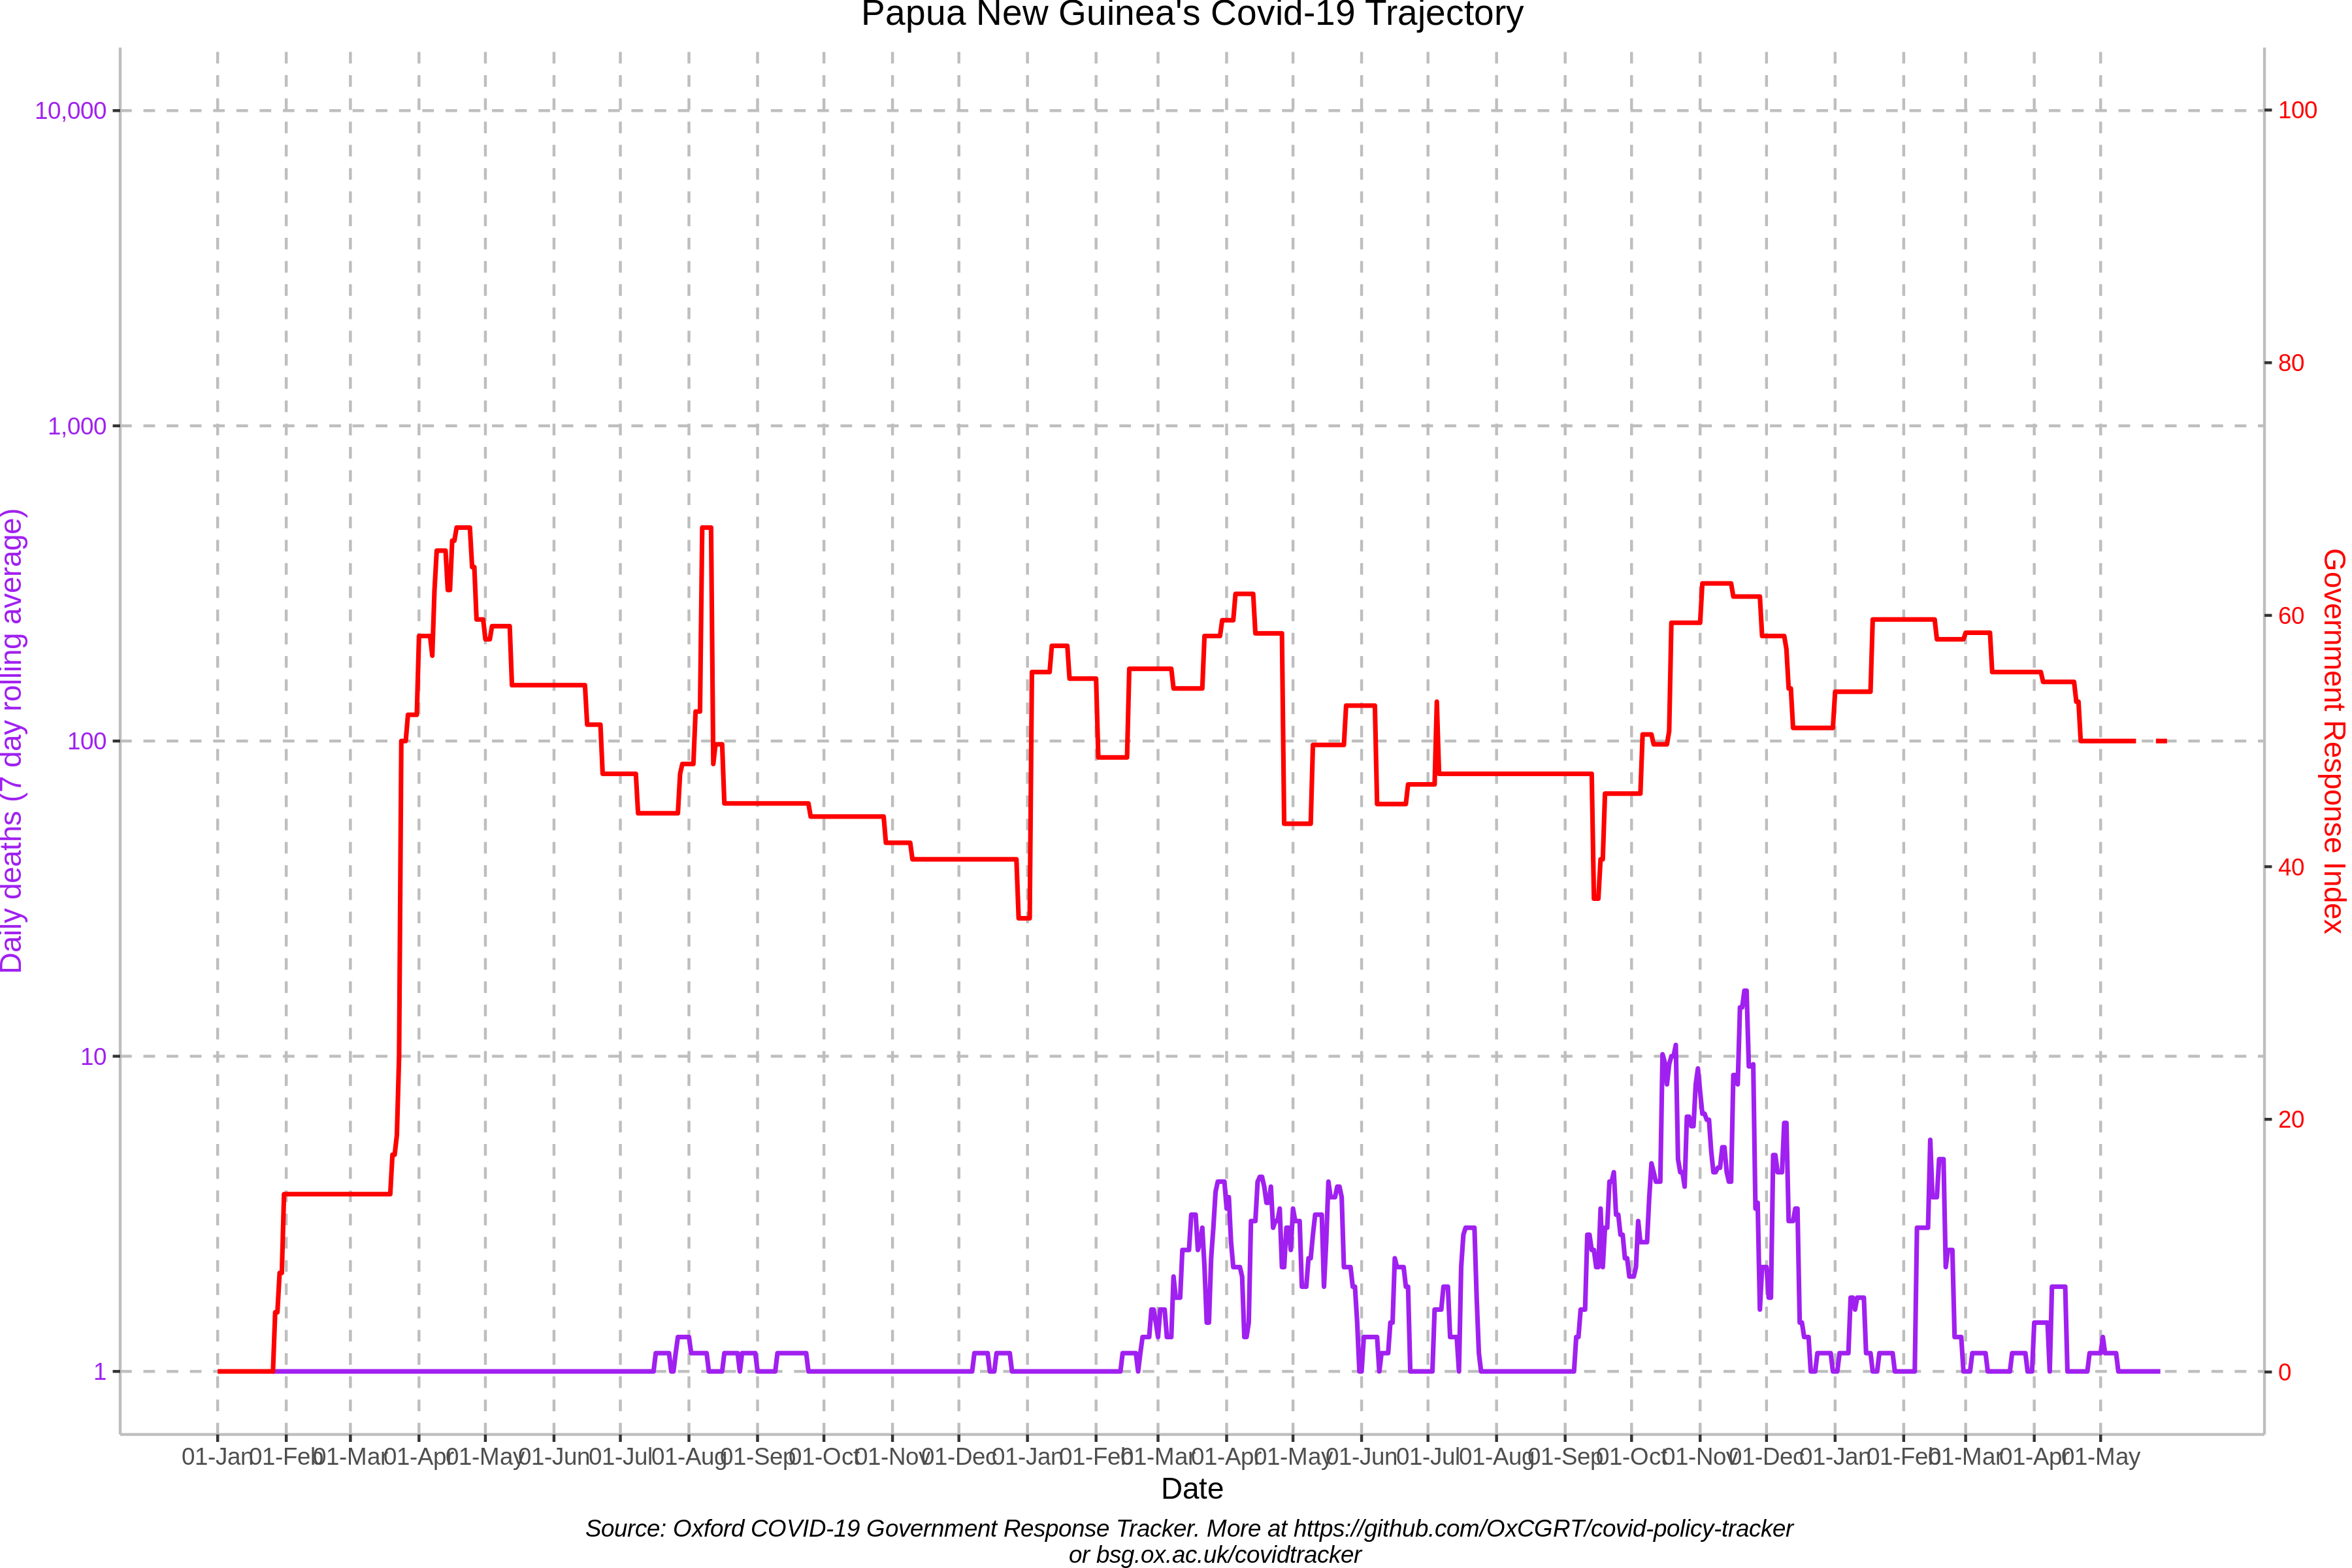 Papua New Guinea's Covid-19 Trajectory
10,000
1,000
100
10
1
Daily deaths (7 day rolling average)
100
80
60
40
20
0
Government Response Index
01-Jan 01-Feb 01-Mar 01-Apr 01-May 01-Jun 01-Jul 01-Aug 01-Sep 01-Oct 01-Nov 01-Dec 01-Jan 01-Feb 01-Mar 01-Apr 01-May 01-Jun 01-Jul 01-Aug 01-Sep 01-Oct 01-Nov 01-Dec 01-Jan 01-Feb 01-Mar 01-Apr 01-May
Date
Source: Oxford COVID-19 Government Response Tracker. More at https://github.com/OxCGRT/covid-policy-tracker
or bsg.ox.ac.uk/covidtracker